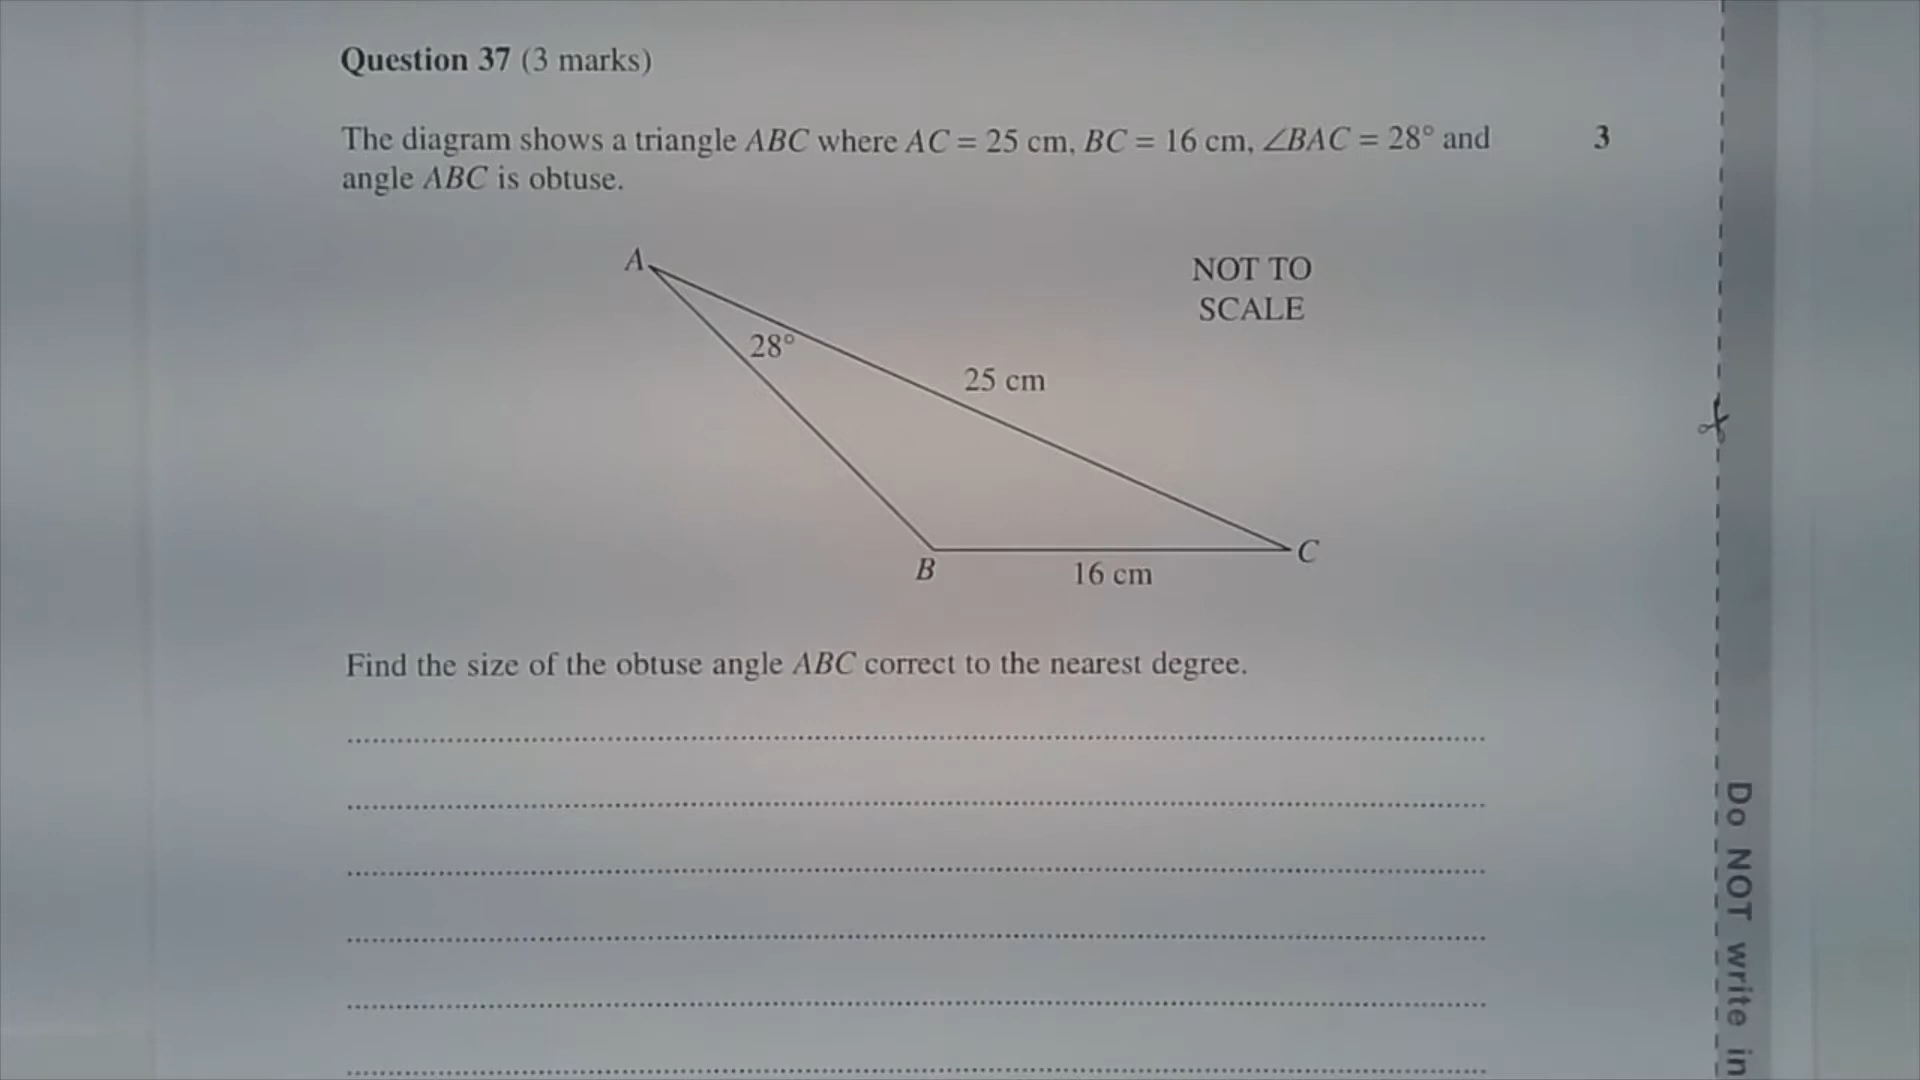 Question 37 (3 marks)
The diagram shows a triangle ABC where AC = 25 cm, BC = 16 cm, ∠BAC = 28° and 3
angle ABC is obtuse.
A
NOT TO
SCALE
28°
25 cm
B
C
16 cm
Find the size of the obtuse angle ABC correct to the nearest degree.
Do NOT write in